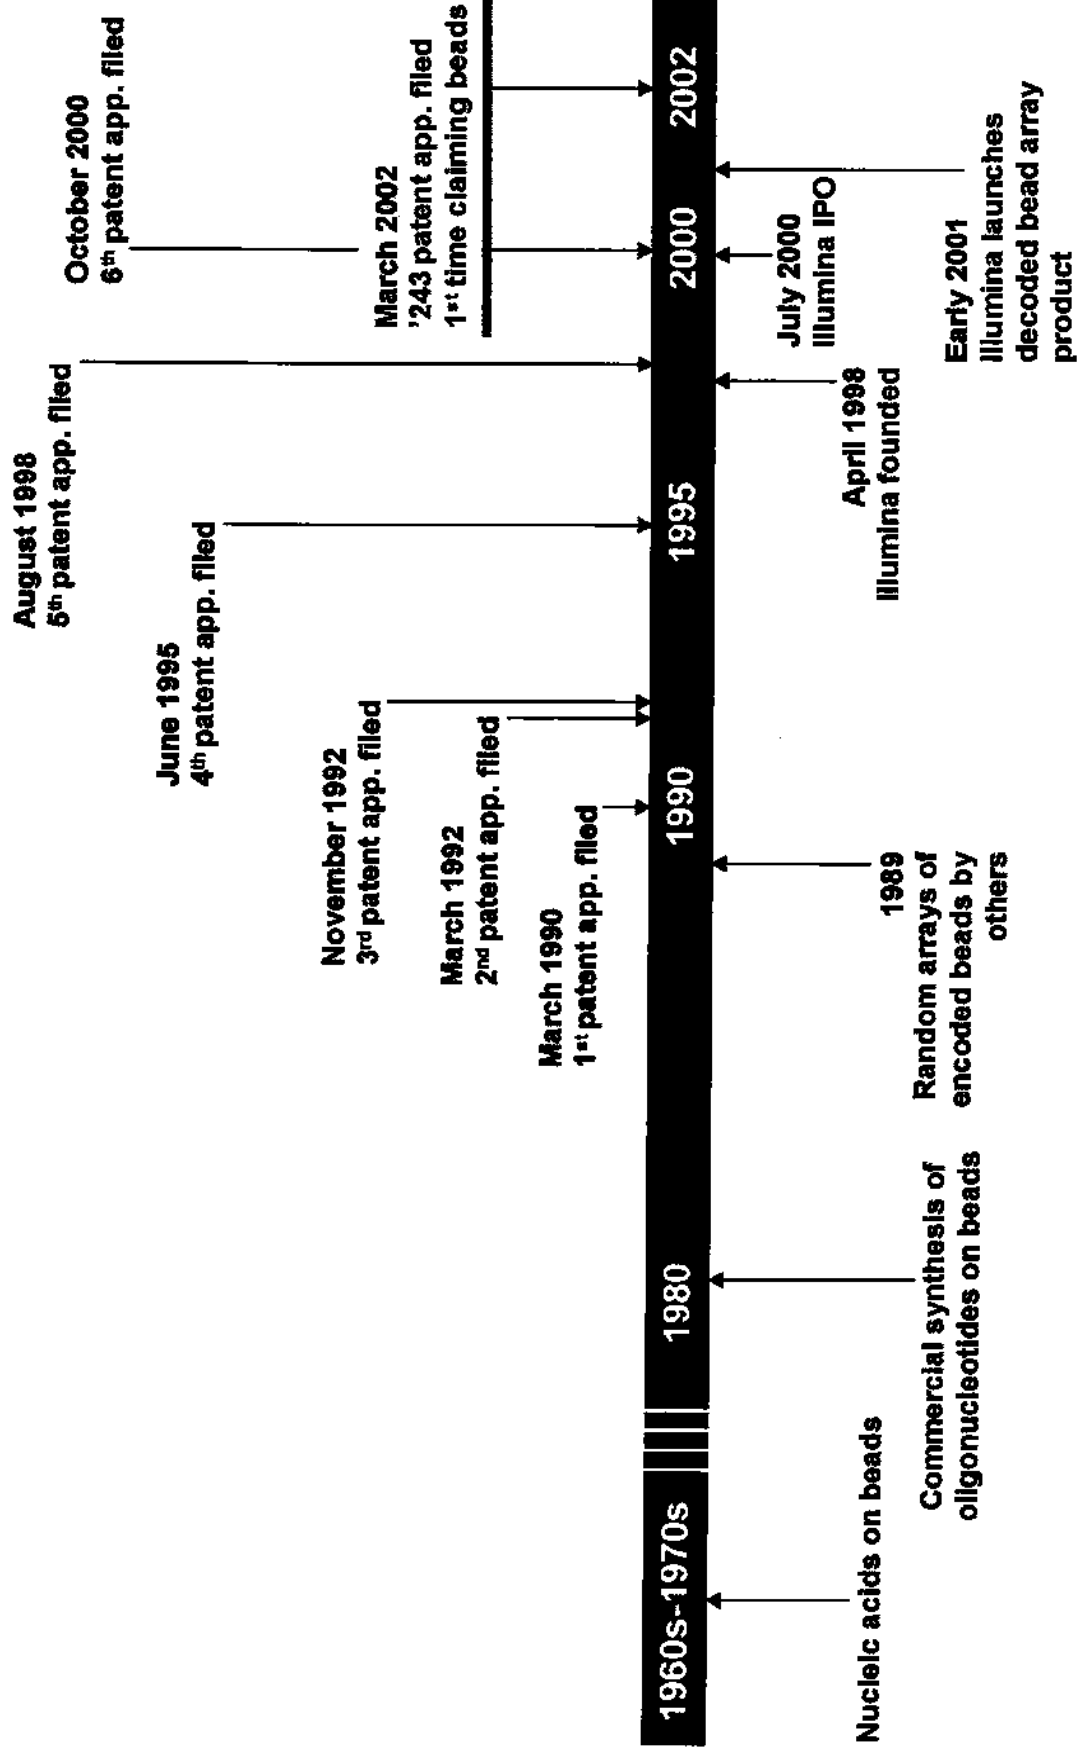 August 1998
5th patent app. filed
June 1995
4th patent app. filed
November 1992
3rd patent app. filed
March 1992
2nd patent app. filed
March 1990
1st patent app. filed
October 2000
6th patent app. filed
March 2002
'243 patent app. filed
1st time claiming beads
1960s-1970s
1980
1990
1995
2000
2002
Nucleic acids on beads
Commercial synthesis of
oligonucleotides on beads
1989
Random arrays of
encoded beads by
others
April 1998
Illumina founded
July 2000
Illumina IPO
Early 2001
Illumina launches
decoded bead array
product